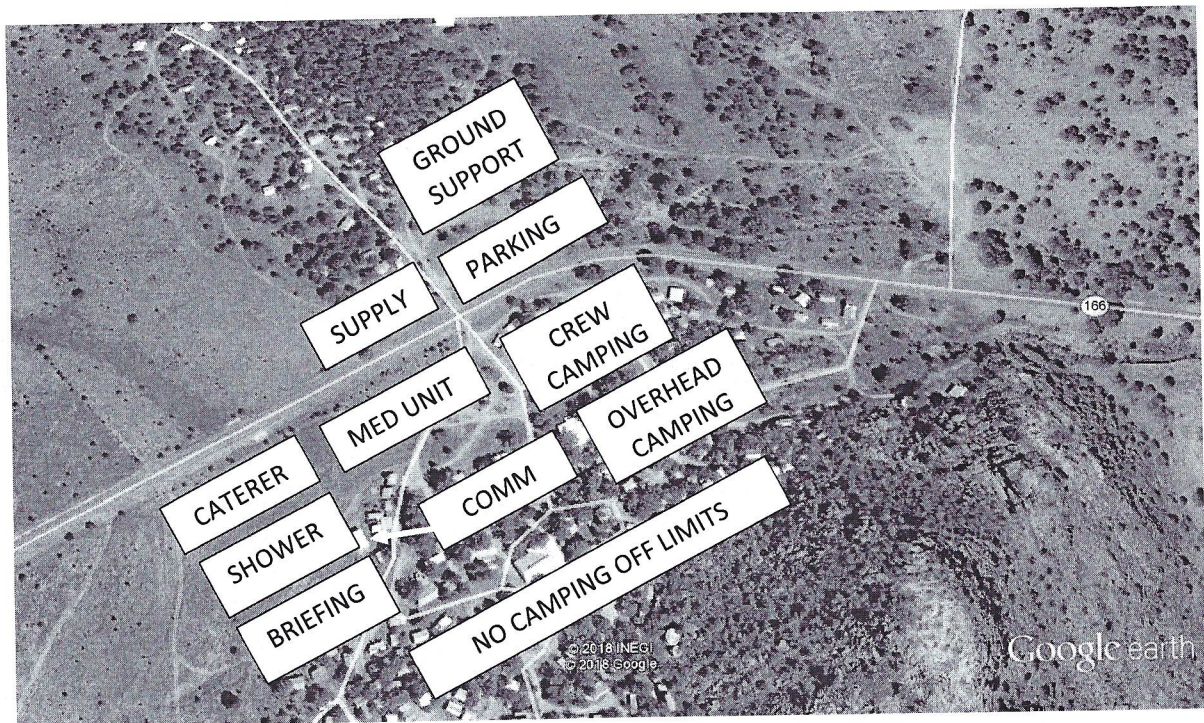 GROUND
SUPPORT
PARKING
SUPPLY
CREW
CAMPING
166
OVERHEAD
CAMPING
MED UNIT
CATERER
COMM
SHOWER
NO CAMPING OFF LIMITS
BRIEFING
© 2018 INEGI
© 2018 Google
Google earth